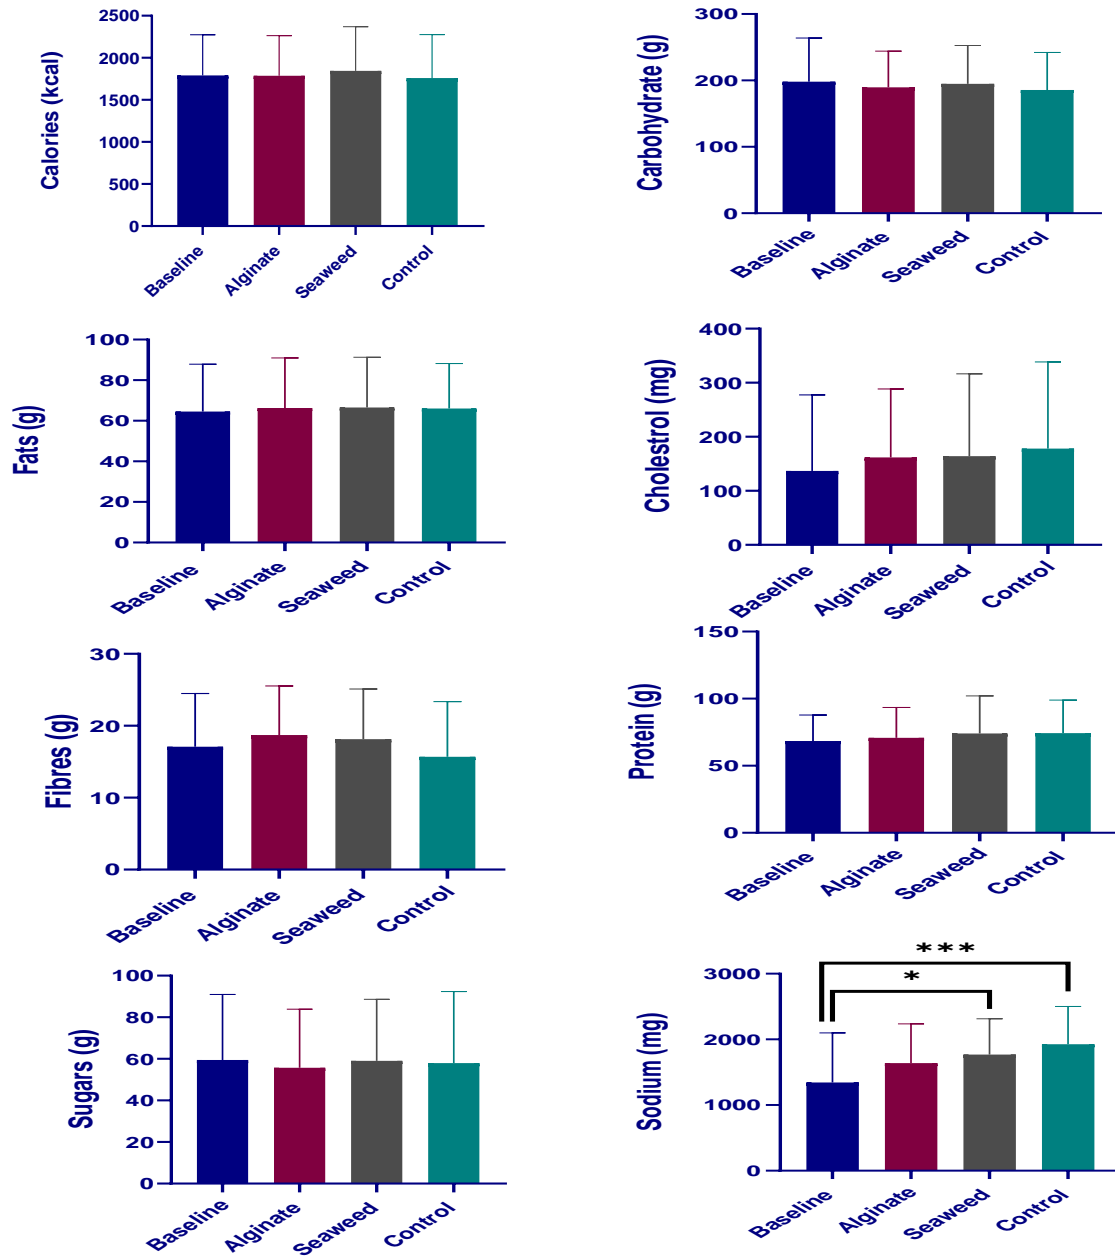 Calories (kcal)
2500
2000
1500
1000
500
0
Baseline
Alginate
Seaweed
Control
Carbohydrate (g)
300
200
100
0
Baseline
Alginate
Seaweed
Control
Fats (g)
100
80
60
40
20
0
Baseline
Alginate
Seaweed
Control
Cholestrol (mg)
400
300
200
100
0
Baseline
Alginate
Seaweed
Control
Fibres (g)
30
20
10
0
Baseline
Alginate
Seaweed
Control
Protein (g)
150
100
50
0
Baseline
Alginate
Seaweed
Control
Sugars (g)
100
80
60
40
20
0
Baseline
Alginate
Seaweed
Control
Sodium (mg)
***
*
3000
2000
1000
0
Baseline
Alginate
Seaweed
Control